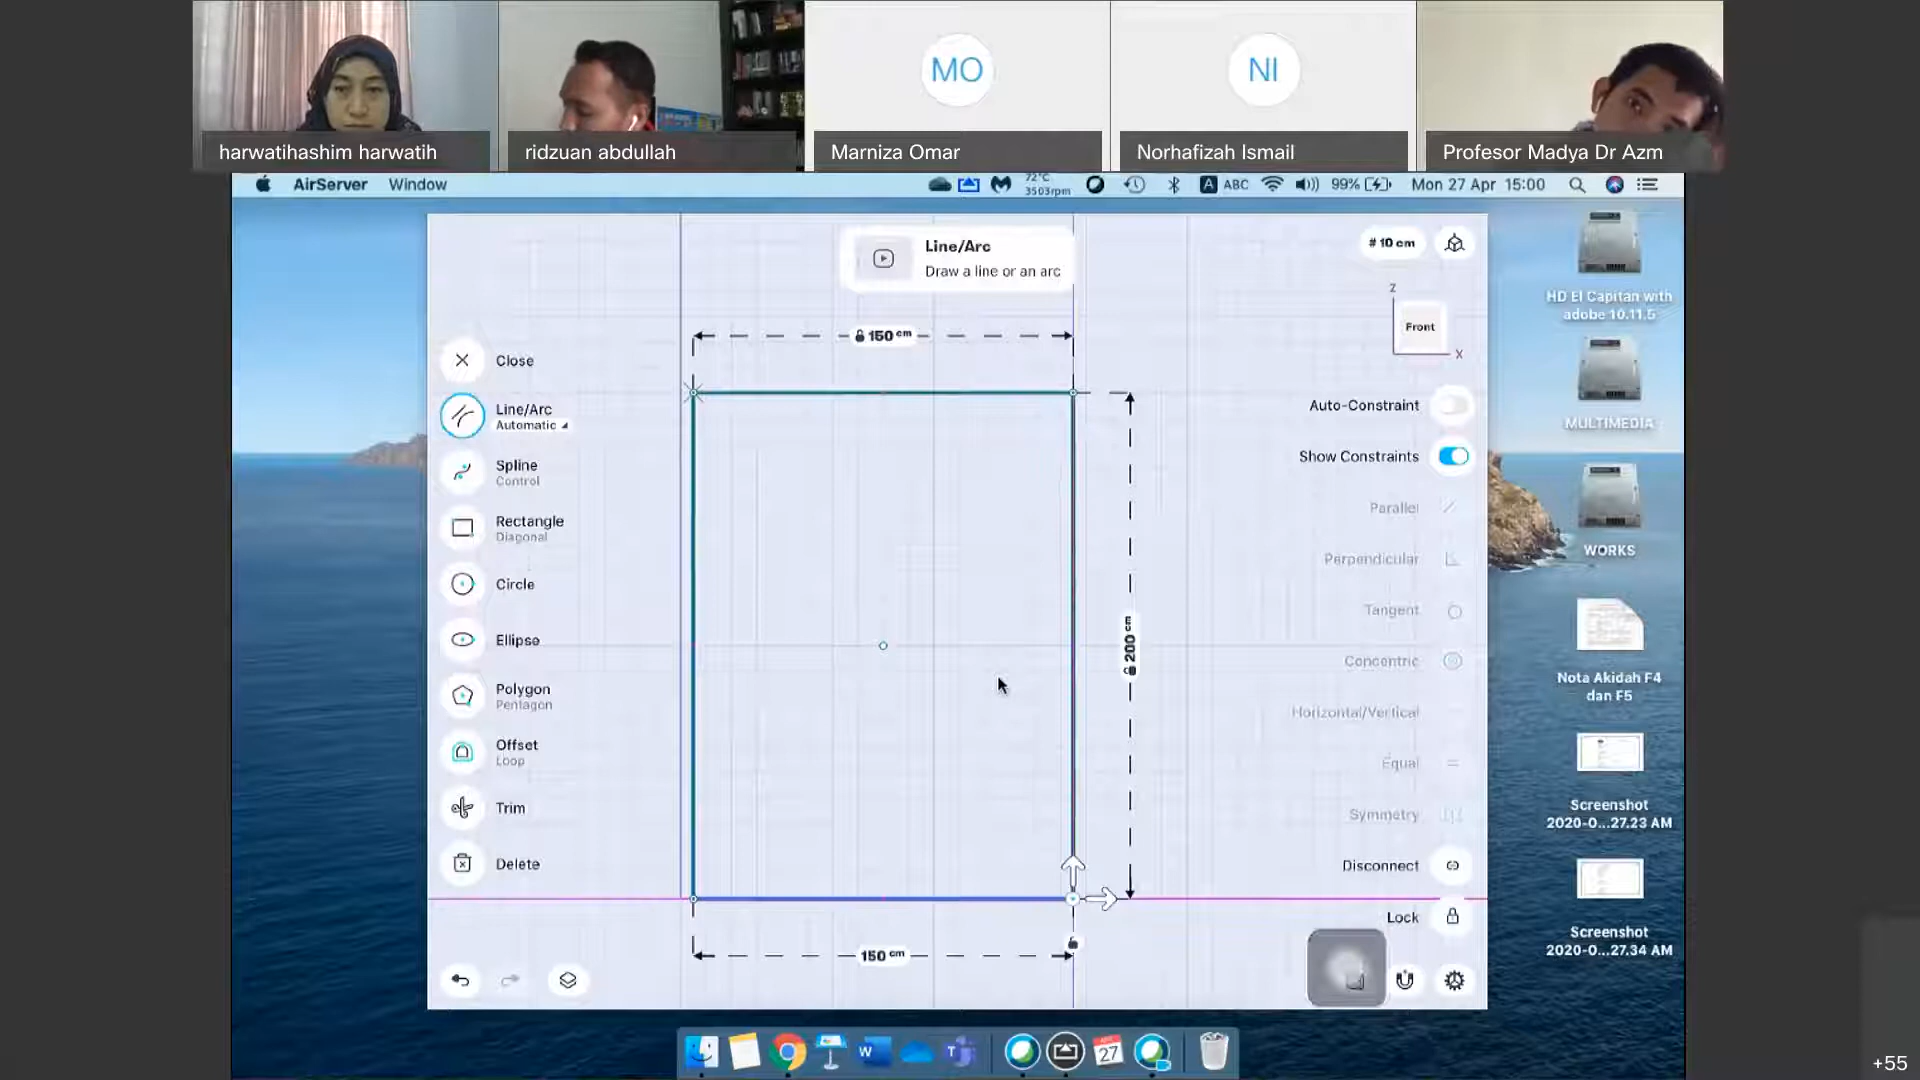 MO
NI
harwatihashim harwatih
ridzuan abdullah
Marniza Omar
Norhafizah Ismail
Profesor Madya Dr Azm
AirServer Window
72°C
3503rpm
A ABC
99%
Mon 27 Apr 15:00
Line/Arc
Draw a line or an arc
# 10 cm
Z
Front
X
HD El Capitan with
adobe 10.11.5
MULTIMEDIA
WORKS
Nota Akidah F4
dan F5
Screenshot
2020-0...27.23 AM
Screenshot
2020-0...27.34 AM
150 cm
200 cm
150 cm
Close
Line/Arc
Automatic
Spline
Control
Rectangle
Diagonal
Circle
Ellipse
Polygon
Pentagon
Offset
Loop
Trim
Delete
Auto-Constraint
Show Constraints
Parallel
Perpendicular
Tangent
Concentric
Horizontal/Vertical
Equal
Symmetry
Disconnect
Lock
W
T
27
+55